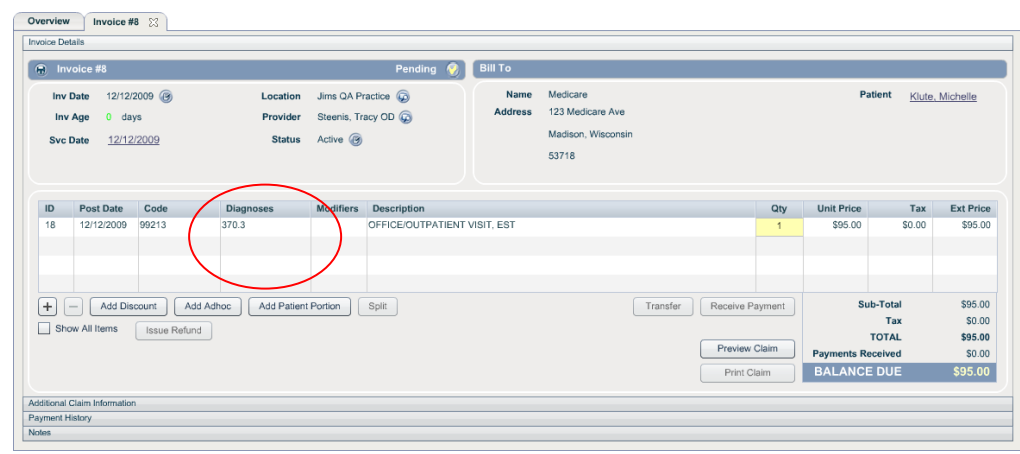 Overview Invoice #8
Invoice Details
Invoice #8 Pending
Inv Date 12/12/2009 Location Jims QA Practice
Inv Age 0 days Provider Steenis, Tracy OD
Svc Date 12/12/2009 Status Active
Bill To
Name Medicare Patient Klute, Michelle
Address 123 Medicare Ave
Madison, Wisconsin
53718
ID Post Date Code Diagnoses Modifiers Description Qty Unit Price Tax Ext Price
18 12/12/2009 99213 370.3 OFFICE/OUTPATIENT VISIT, EST 1 $95.00 $0.00 $95.00
+ − Add Discount Add Adhoc Add Patient Portion Split Transfer Receive Payment
Show All Items Issue Refund
Preview Claim
Print Claim
Sub-Total $95.00
Tax $0.00
TOTAL $95.00
Payments Received $0.00
BALANCE DUE $95.00
Additional Claim Information
Payment History
Notes